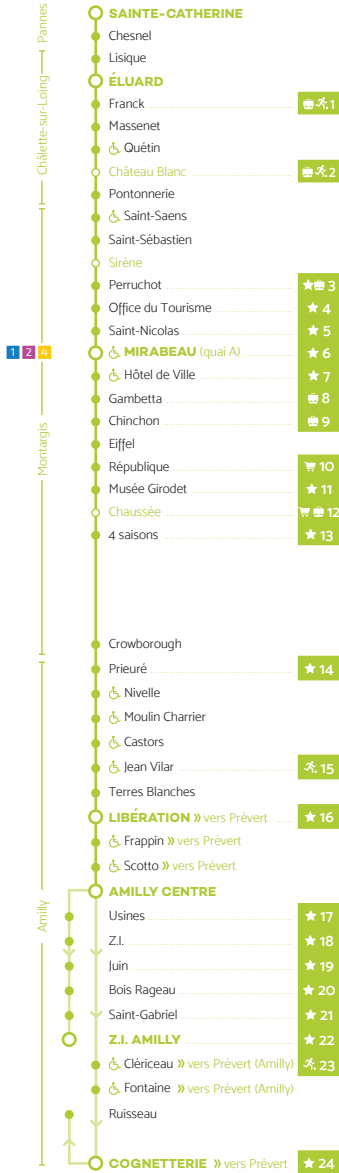 Pannes
Châlette-sur-Loing
Montargis
Amilly
SAINTE-CATHERINE
Chesnel
Lisique
ÉLUARD
Franck 1
Massenet
Quétin
Château Blanc 2
Pontonnerie
Saint-Saens
Saint-Sébastien
Sirène
Perruchot 3
Office du Tourisme 4
Saint-Nicolas 5
1 2 4 MIRABEAU (quai A) 6
Hôtel de Ville 7
Gambetta 8
Chinchon 9
Eiffel
République 10
Musée Girodet 11
Chaussée 12
4 saisons 13
Crowborough
Prieuré 14
Nivelle
Moulin Charrier
Castors
Jean Vilar 15
Terres Blanches
LIBÉRATION » vers Prévert 16
Frappin » vers Prévert
Scotto » vers Prévert
AMILLY CENTRE
Usines 17
Z.I. 18
Juin 19
Bois Rageau 20
Saint-Gabriel 21
Z.I. AMILLY 22
Clériceau » vers Prévert (Amilly) 23
Fontaine » vers Prévert (Amilly)
Ruisseau
COGNETTERIE » vers Prévert 24